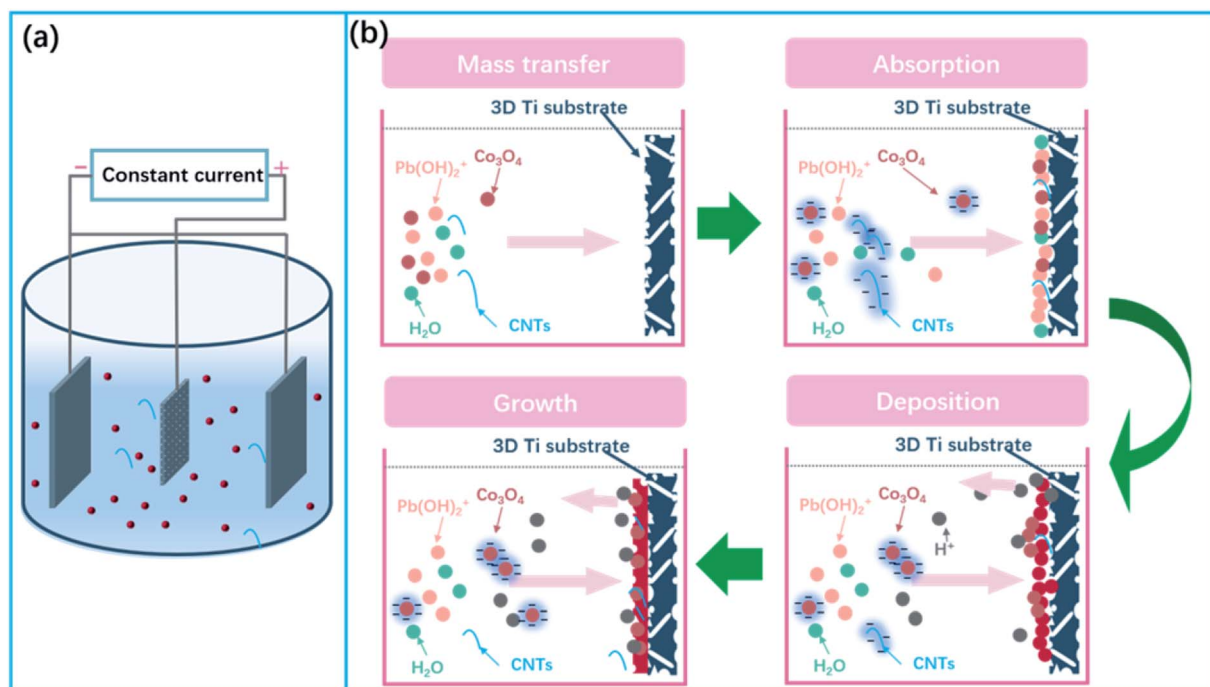 (a)
− Constant current +
(b)
Mass transfer
3D Ti substrate
Co₃O₄
Pb(OH)₂⁺
H₂O
CNTs
Absorption
3D Ti substrate
Co₃O₄
Pb(OH)₂⁺
H₂O
CNTs
Growth
3D Ti substrate
Co₃O₄
Pb(OH)₂⁺
H₂O
CNTs
Deposition
3D Ti substrate
Co₃O₄
Pb(OH)₂⁺
H⁺
H₂O
CNTs